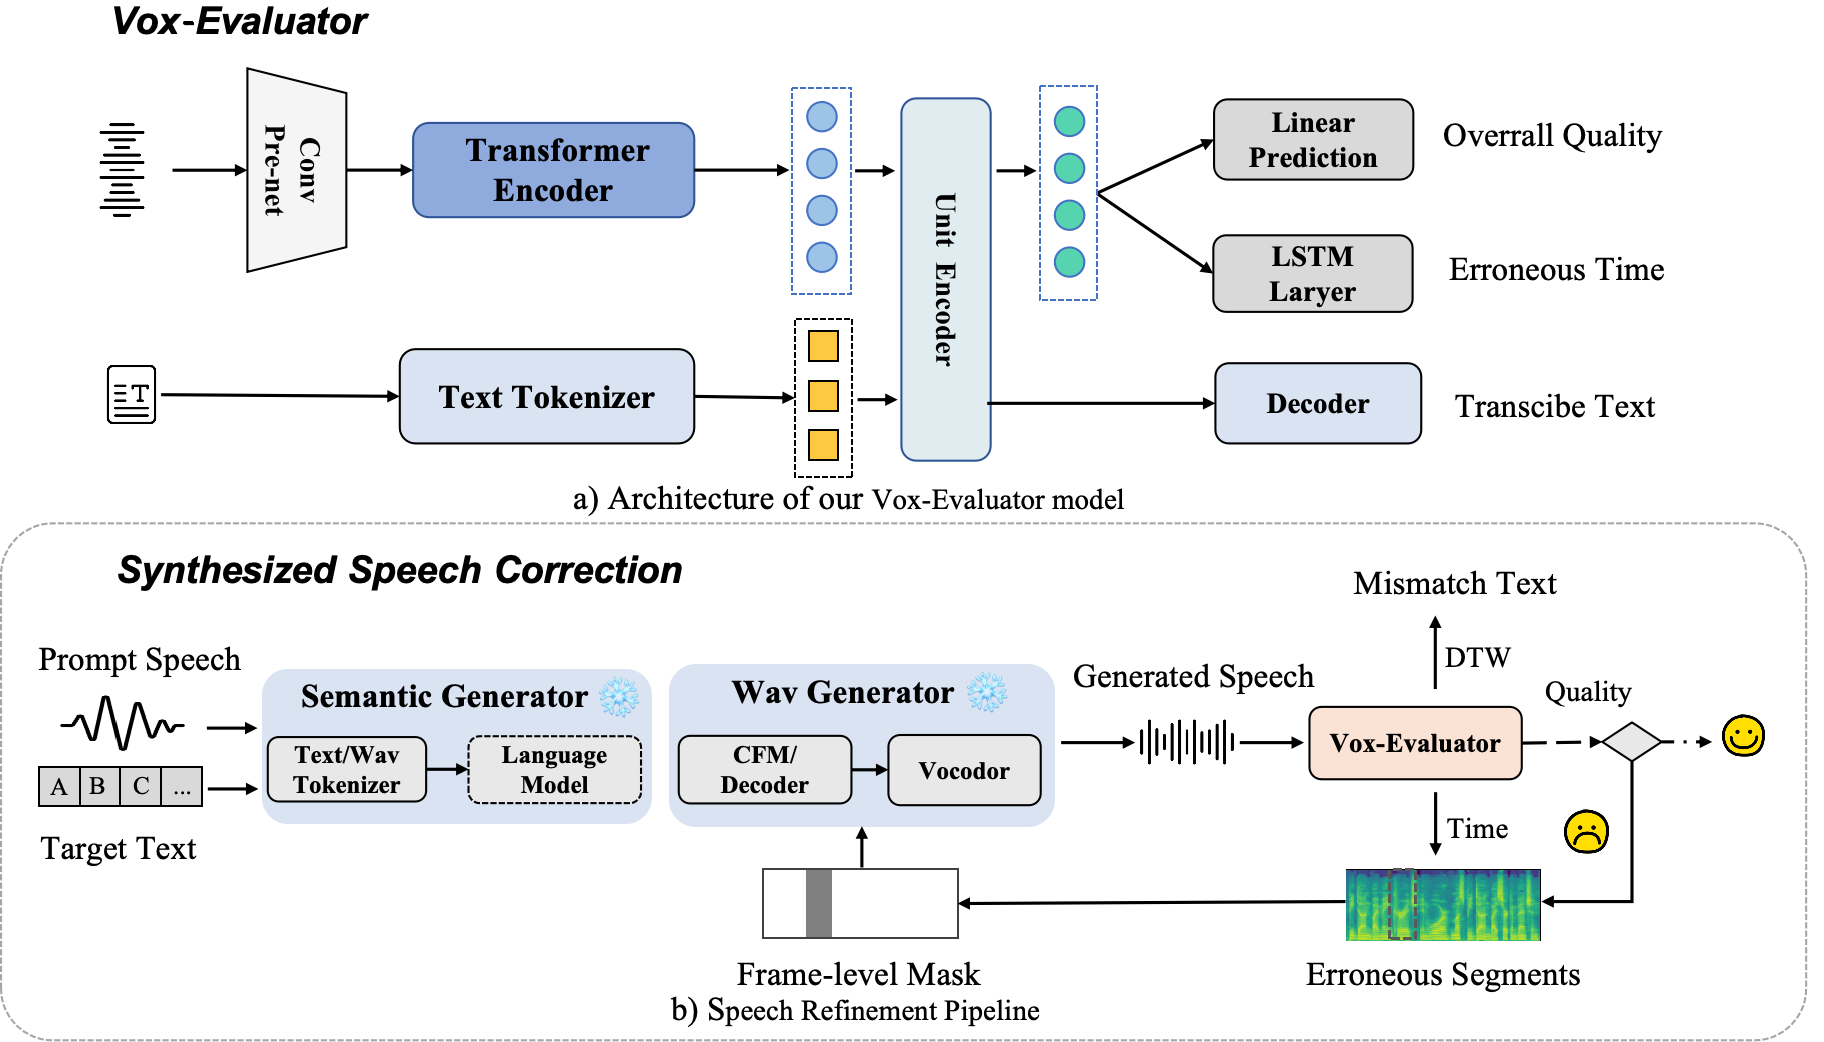 Vox-Evaluator
Conv
Pre-net
Transformer
Encoder
Unit Encoder
Linear
Prediction
Overrall Quality
LSTM
Laryer
Erroneous Time
T
Text Tokenizer
Decoder
Transcibe Text
a) Architecture of our Vox-Evaluator model
Synthesized Speech Correction
Prompt Speech
A B C ...
Target Text
Semantic Generator
Text/Wav
Tokenizer
Language
Model
Wav Generator
CFM/
Decoder
Vocodor
Generated Speech
Mismatch Text
DTW
Vox-Evaluator
Quality
Time
Frame-level Mask
Erroneous Segments
b) Speech Refinement Pipeline